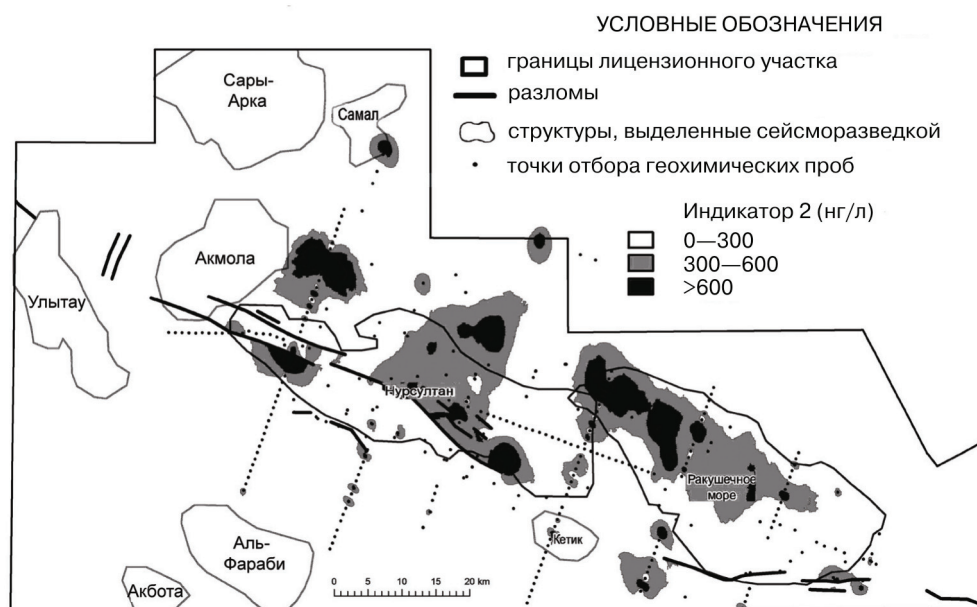 УСЛОВНЫЕ ОБОЗНАЧЕНИЯ
границы лицензионного участка
разломы
структуры, выделенные сейсморазведкой
точки отбора геохимических проб
Индикатор 2 (нг/л)
0—300
300—600
>600
Сары-
Арка
Самал
Акмола
Улытау
Нурсултан
Ракушечное
море
Кетик
Аль-
Фараби
Акбота
0 5 10 15 20 km